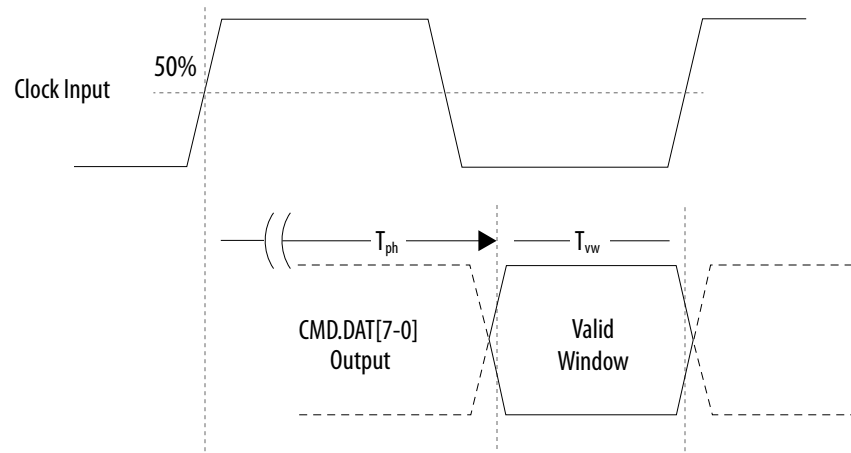 50%
Clock Input
Tph
Tvw
CMD.DAT[7-0]
Output
Valid
Window